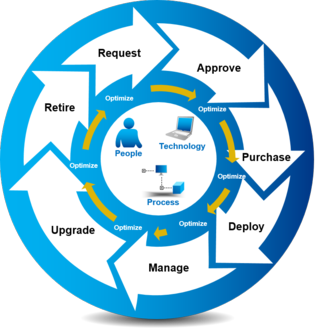 Request
Approve
Purchase
Deploy
Manage
Upgrade
Retire
Optimize
Optimize
Optimize
Optimize
Optimize
Optimize
Optimize
People
Technology
Process